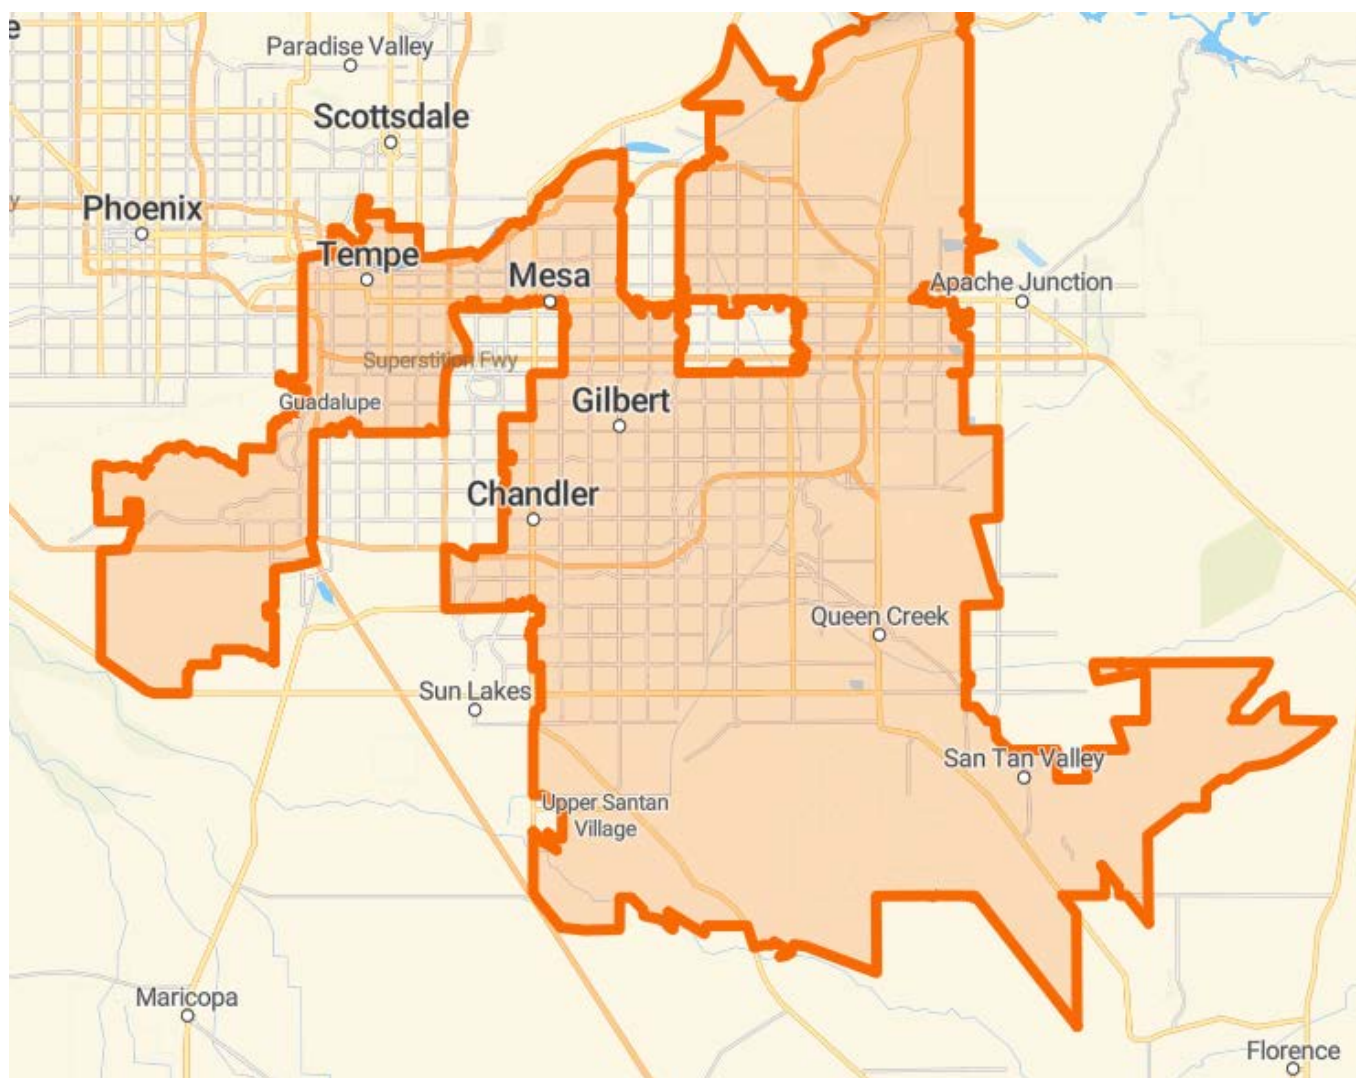 e
Paradise Valley
Scottsdale
y
Phoenix
Tempe
Mesa
Apache Junction
Superstition Fwy
Guadalupe
Gilbert
Chandler
Queen Creek
Sun Lakes
San Tan Valley
Upper Santan
Village
Maricopa
Florence